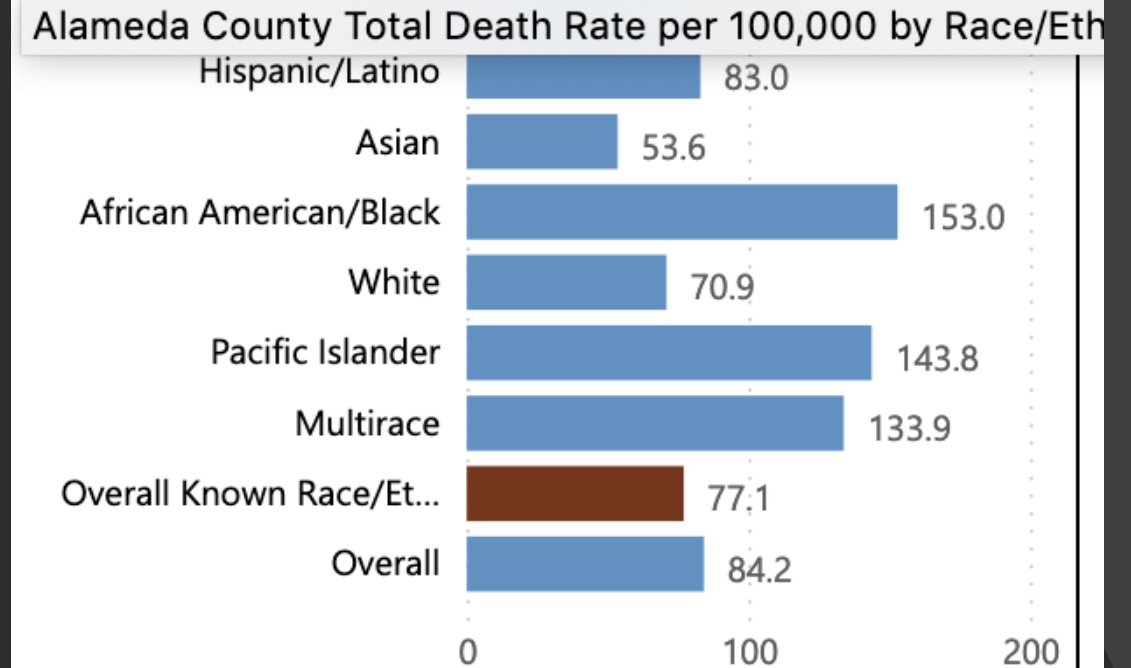 Alameda County Total Death Rate per 100,000 by Race/Eth
Hispanic/Latino 83.0
Asian 53.6
African American/Black 153.0
White 70.9
Pacific Islander 143.8
Multirace 133.9
Overall Known Race/Et... 77.1
Overall 84.2
0 100 200